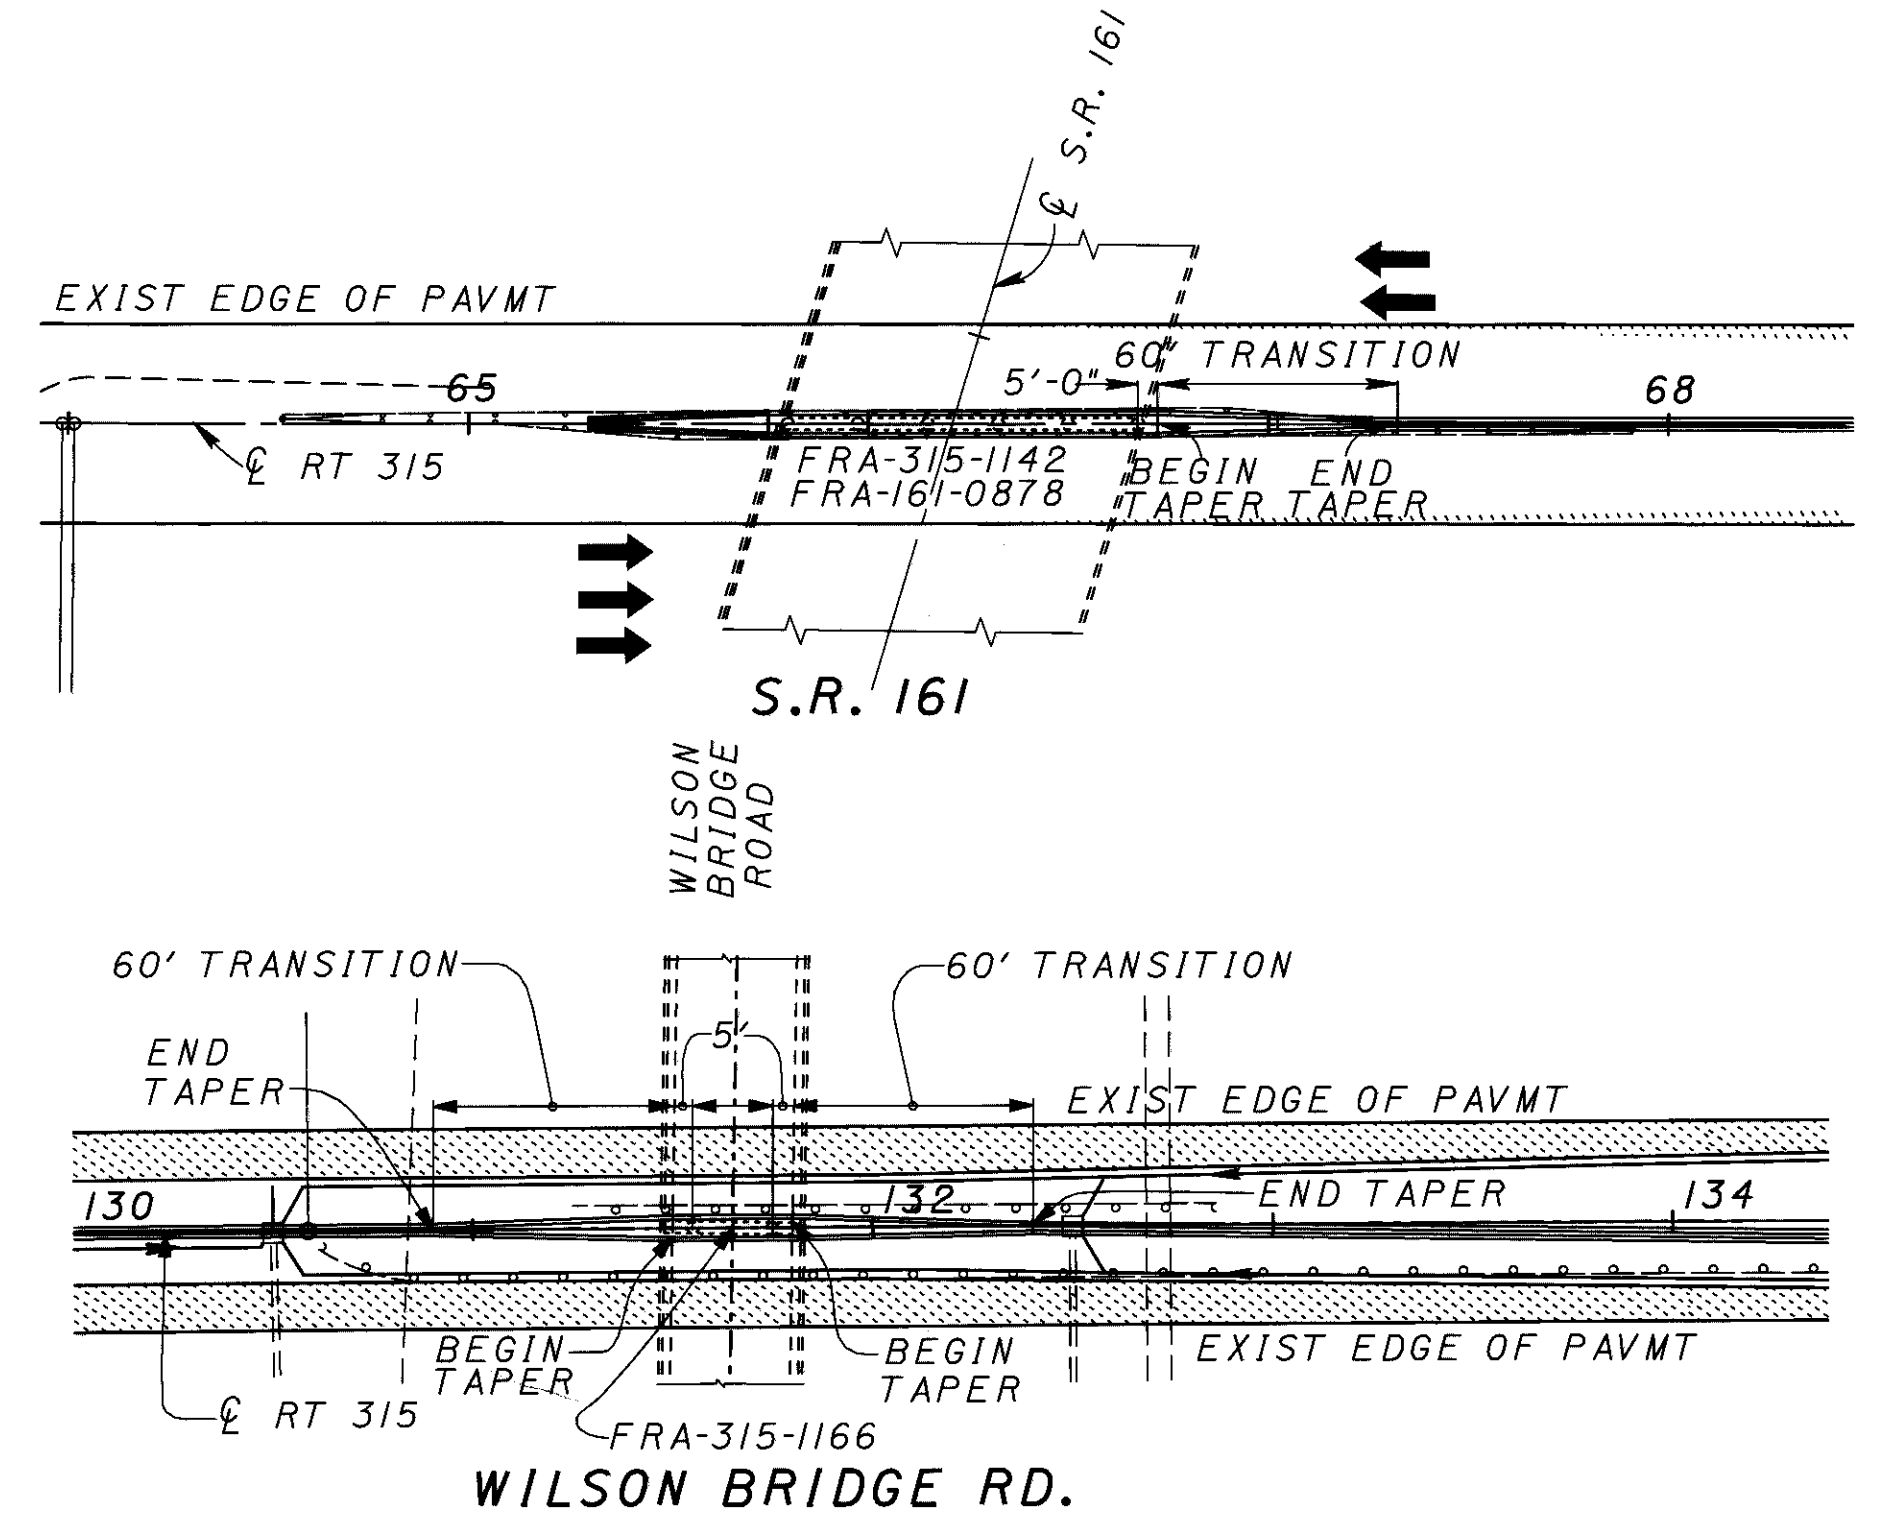 ℄ S.R. 161
EXIST EDGE OF PAVMT
60' TRANSITION
65
5'-0"
68
℄ RT 315
FRA-315-1142
FRA-161-0878
BEGIN
TAPER
END
TAPER
S.R. 161
WILSON
BRIDGE
ROAD
60' TRANSITION
60' TRANSITION
5'
END
TAPER
EXIST EDGE OF PAVMT
130
132
END TAPER
134
BEGIN
TAPER
BEGIN
TAPER
EXIST EDGE OF PAVMT
℄ RT 315
FRA-315-1166
WILSON BRIDGE RD.